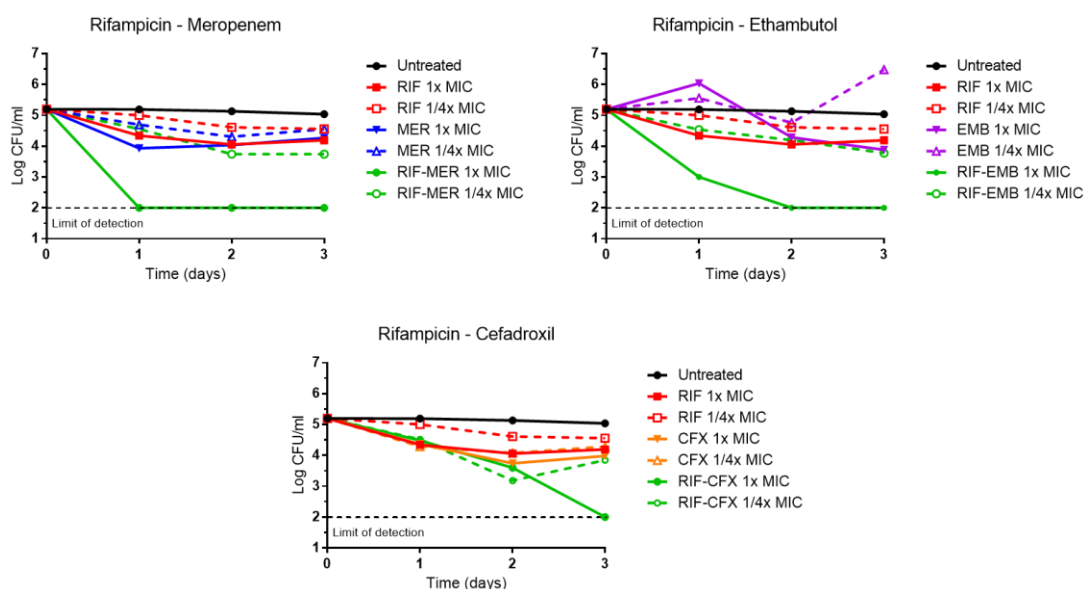 Rifampicin - Meropenem
Log CFU/ml
7
6
5
4
3
2
1
Limit of detection
0
1
2
3
Time (days)
Untreated
RIF 1x MIC
RIF 1/4x MIC
MER 1x MIC
MER 1/4x MIC
RIF-MER 1x MIC
RIF-MER 1/4x MIC
Rifampicin - Ethambutol
Log CFU/ml
7
6
5
4
3
2
1
Limit of detection
0
1
2
3
Time (days)
Untreated
RIF 1x MIC
RIF 1/4x MIC
EMB 1x MIC
EMB 1/4x MIC
RIF-EMB 1x MIC
RIF-EMB 1/4x MIC
Rifampicin - Cefadroxil
Log CFU/ml
7
6
5
4
3
2
1
Limit of detection
0
1
2
3
Time (days)
Untreated
RIF 1x MIC
RIF 1/4x MIC
CFX 1x MIC
CFX 1/4x MIC
RIF-CFX 1x MIC
RIF-CFX 1/4x MIC